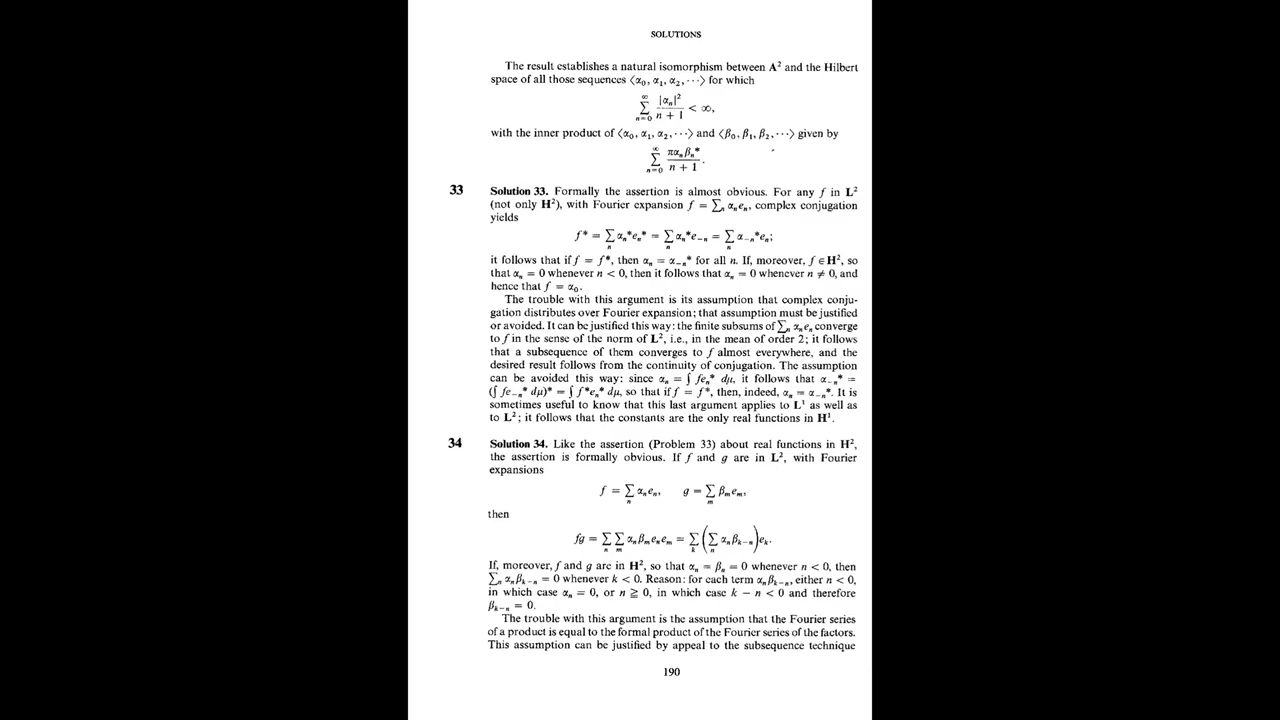 SOLUTIONS
The result establishes a natural isomorphism between A² and the Hilbert
space of all those sequences ⟨α₀, α₁, α₂, ···⟩ for which
∑_{n=0}^{∞} |αₙ|² / (n + 1) < ∞,
with the inner product of ⟨α₀, α₁, α₂, ···⟩ and ⟨β₀, β₁, β₂, ···⟩ given by
∑_{n=0}^{∞} παₙβₙ* / (n + 1).
33 Solution 33. Formally the assertion is almost obvious. For any f in L²
(not only H²), with Fourier expansion f = ∑ₙ αₙeₙ, complex conjugation
yields
f* = ∑ₙ αₙ*eₙ* = ∑ₙ αₙ*e₋ₙ = ∑ₙ α₋ₙ*eₙ;
it follows that if f = f*, then αₙ = α₋ₙ* for all n. If, moreover, f ∈ H², so
that αₙ = 0 whenever n < 0, then it follows that αₙ = 0 whenever n ≠ 0, and
hence that f = α₀.
The trouble with this argument is its assumption that complex conju-
gation distributes over Fourier expansion; that assumption must be justified
or avoided. It can be justified this way: the finite subsums of ∑ₙ αₙeₙ converge
to f in the sense of the norm of L², i.e., in the mean of order 2; it follows
that a subsequence of them converges to f almost everywhere, and the
desired result follows from the continuity of conjugation. The assumption
can be avoided this way: since αₙ = ∫ feₙ* dμ, it follows that α₋ₙ* =
(∫ fe₋ₙ* dμ)* = ∫ f*eₙ* dμ, so that if f = f*, then, indeed, αₙ = α₋ₙ*. It is
sometimes useful to know that this last argument applies to L¹ as well as
to L²; it follows that the constants are the only real functions in H¹.
34 Solution 34. Like the assertion (Problem 33) about real functions in H²,
the assertion is formally obvious. If f and g are in L², with Fourier
expansions
f = ∑ₙ αₙeₙ, g = ∑ₘ βₘeₘ,
then
fg = ∑ₙ ∑ₘ αₙβₘeₙeₘ = ∑ₖ (∑ₙ αₙβₖ₋ₙ)eₖ.
If, moreover, f and g are in H², so that αₙ = βₙ = 0 whenever n < 0, then
∑ₙ αₙβₖ₋ₙ = 0 whenever k < 0. Reason: for each term αₙβₖ₋ₙ, either n < 0,
in which case αₙ = 0, or n ≧ 0, in which case k − n < 0 and therefore
βₖ₋ₙ = 0.
The trouble with this argument is the assumption that the Fourier series
of a product is equal to the formal product of the Fourier series of the factors.
This assumption can be justified by appeal to the subsequence technique
190